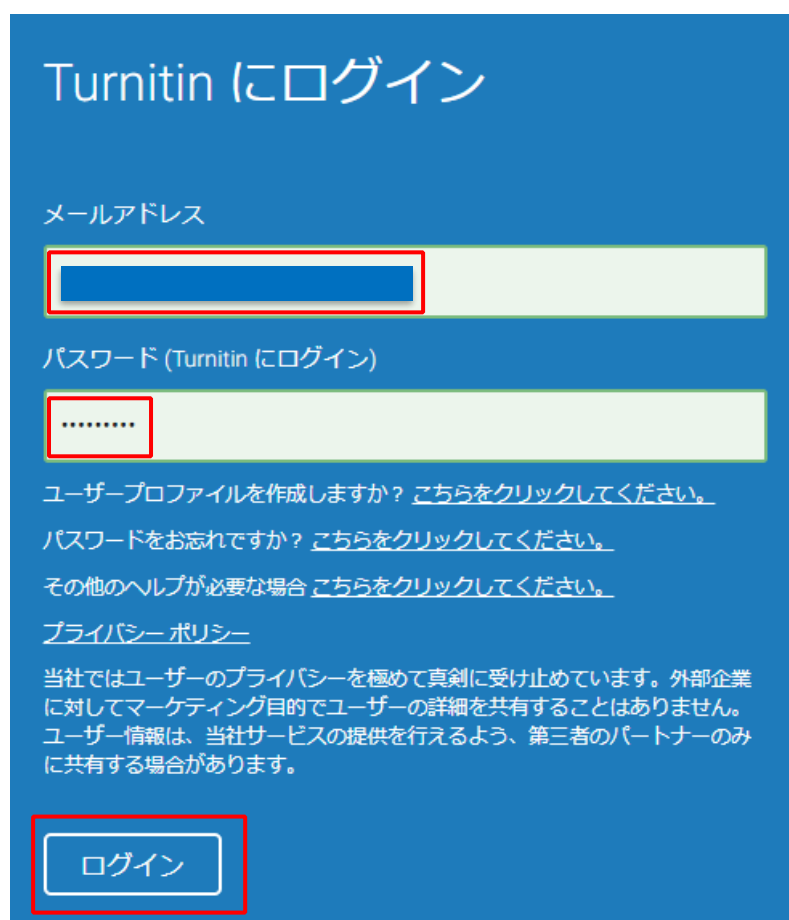 Turnitin にログイン
メールアドレス
パスワード (Turnitin にログイン)
•••••••••
ユーザープロファイルを作成しますか？ こちらをクリックしてください。
パスワードをお忘れですか？ こちらをクリックしてください。
その他のヘルプが必要な場合 こちらをクリックしてください。
プライバシー ポリシー
当社ではユーザーのプライバシーを極めて真剣に受け止めています。外部企業
に対してマーケティング目的でユーザーの詳細を共有することはありません。
ユーザー情報は、当社サービスの提供を行えるよう、第三者のパートナーのみ
に共有する場合があります。
ログイン